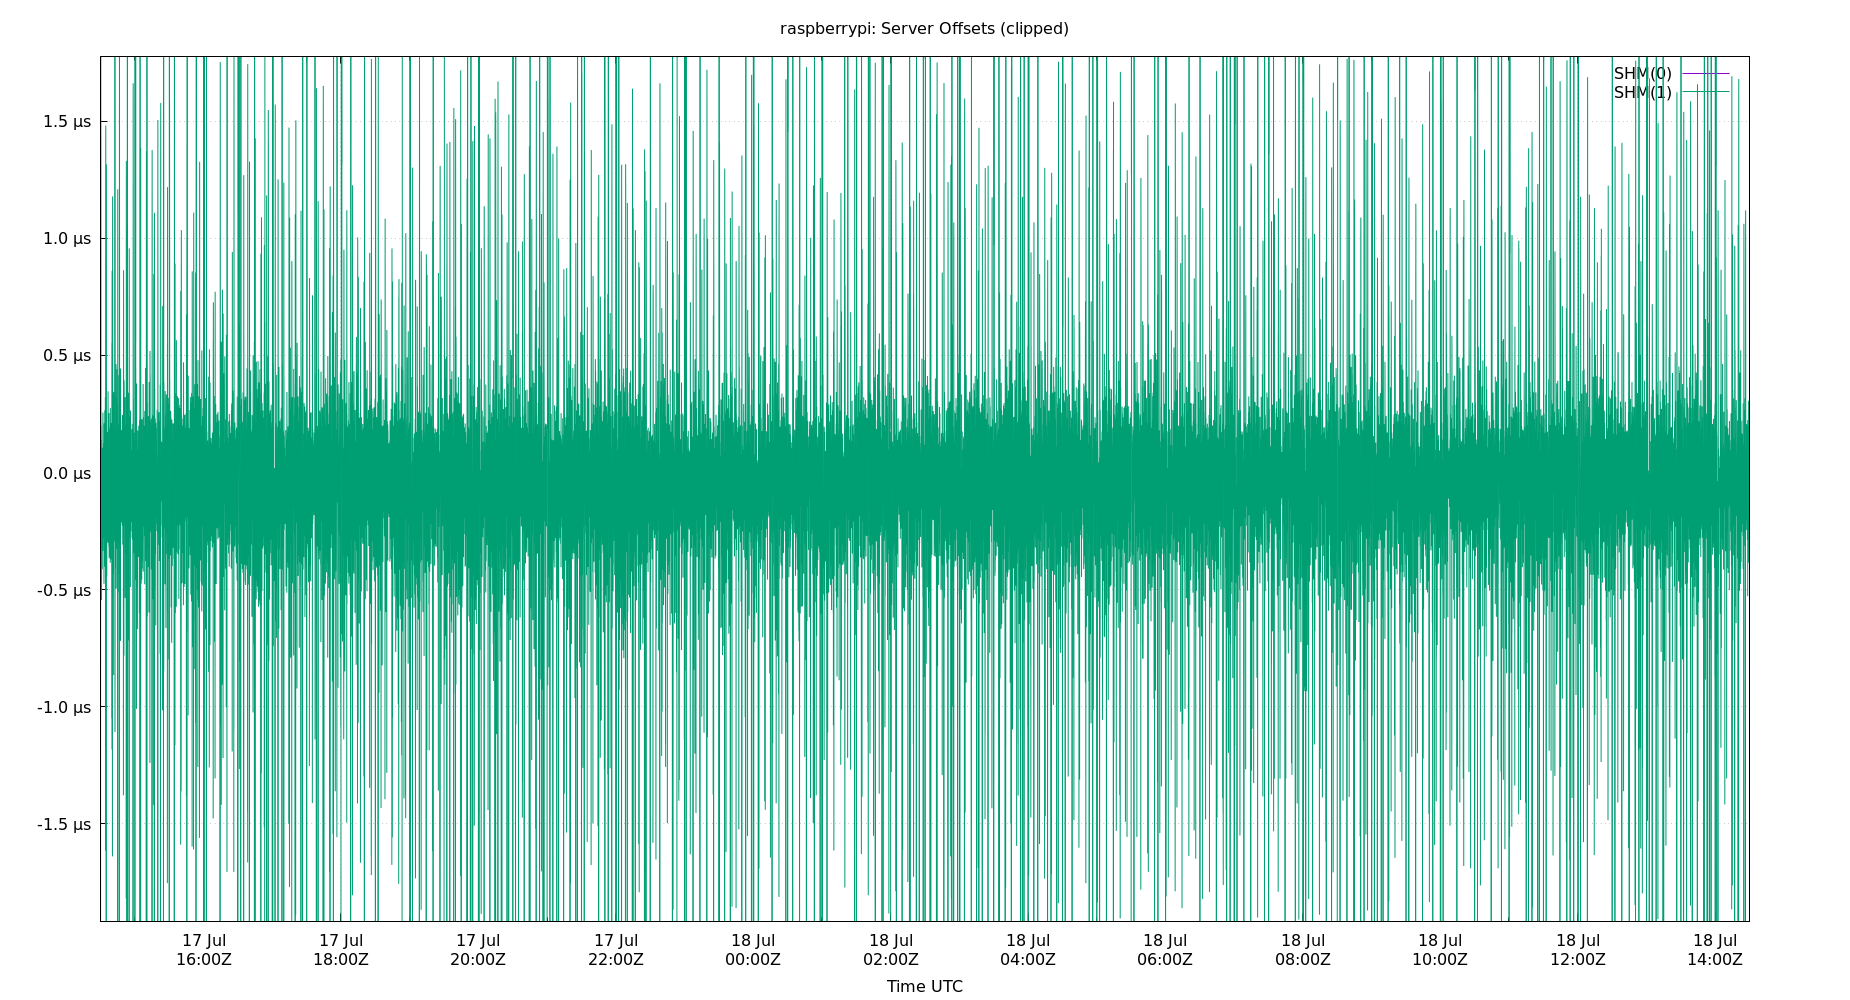 raspberrypi: Server Offsets (clipped)
SHM(0)
SHM(1)
1.5 µs
1.0 µs
0.5 µs
0.0 µs
-0.5 µs
-1.0 µs
-1.5 µs
17 Jul 17 Jul 17 Jul 17 Jul 18 Jul 18 Jul 18 Jul 18 Jul 18 Jul 18 Jul 18 Jul 18 Jul
16:00Z 18:00Z 20:00Z 22:00Z 00:00Z 02:00Z 04:00Z 06:00Z 08:00Z 10:00Z 12:00Z 14:00Z
Time UTC